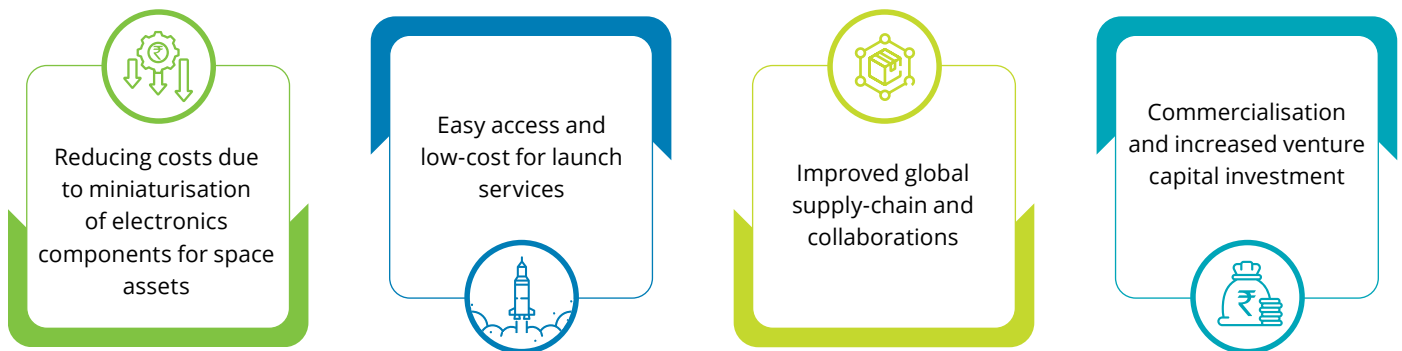 Reducing costs due
to miniaturisation
of electronics
components for space
assets
Easy access and
low-cost for launch
services
Improved global
supply-chain and
collaborations
Commercialisation
and increased venture
capital investment
₹
₹